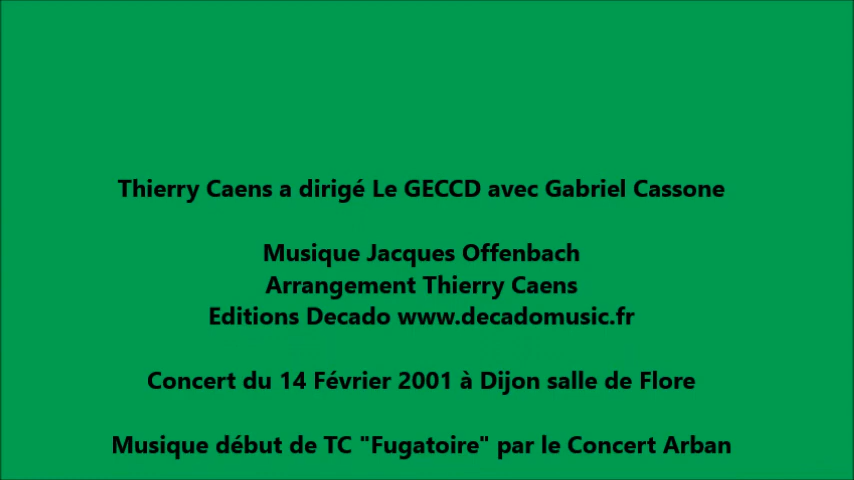 Thierry Caens a dirigé Le GECCD avec Gabriel Cassone
Musique Jacques Offenbach
Arrangement Thierry Caens
Editions Decado www.decadomusic.fr
Concert du 14 Février 2001 à Dijon salle de Flore
Musique début de TC "Fugatoire" par le Concert Arban